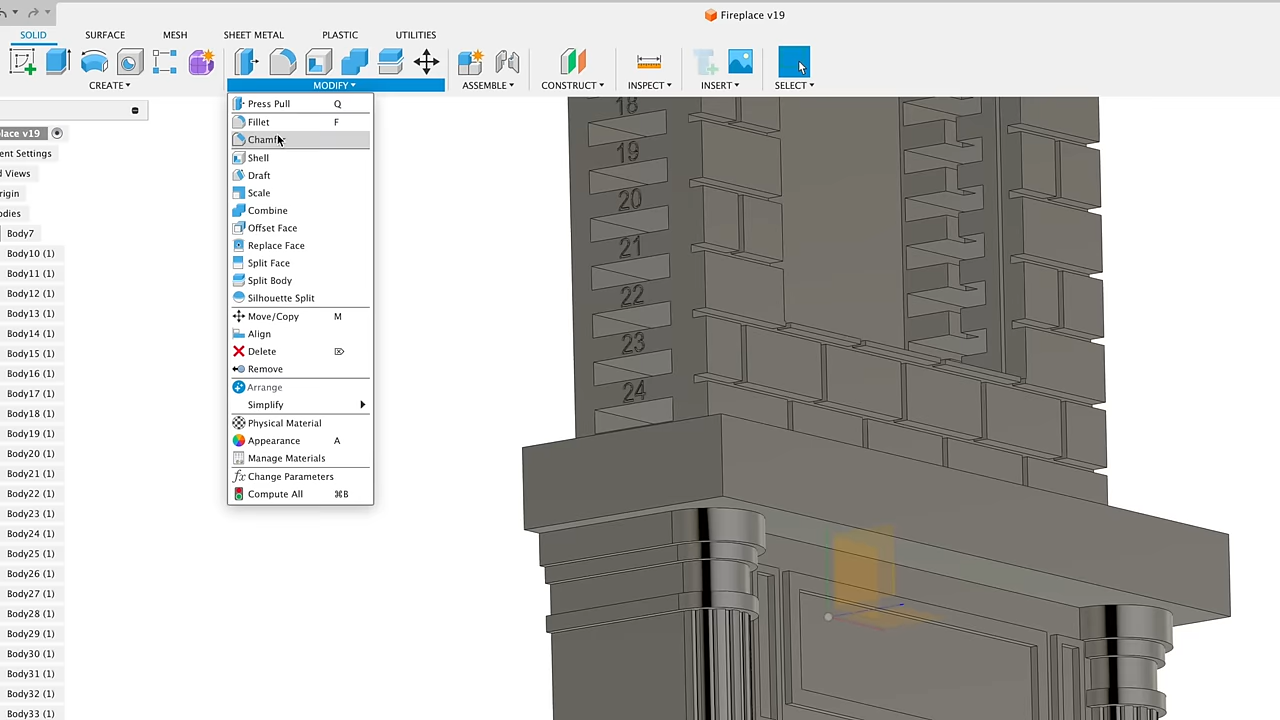 Fireplace v19
SOLID SURFACE MESH SHEET METAL PLASTIC UTILITIES
CREATE MODIFY ASSEMBLE CONSTRUCT INSPECT INSERT SELECT
Press Pull Q
Fillet F
Chamfer
Shell
Draft
Scale
Combine
Offset Face
Replace Face
Split Face
Split Body
Silhouette Split
Move/Copy M
Align
Delete
Remove
Arrange
Simplify
Physical Material
Appearance A
Manage Materials
Change Parameters
Compute All ⌘B
lace v19
ent Settings
d Views
rigin
odies
Body7
Body10 (1)
Body11 (1)
Body12 (1)
Body13 (1)
Body14 (1)
Body15 (1)
Body16 (1)
Body17 (1)
Body18 (1)
Body19 (1)
Body20 (1)
Body21 (1)
Body22 (1)
Body23 (1)
Body24 (1)
Body25 (1)
Body26 (1)
Body27 (1)
Body28 (1)
Body29 (1)
Body30 (1)
Body31 (1)
Body32 (1)
Body33 (1)
18
19
20
21
22
23
24